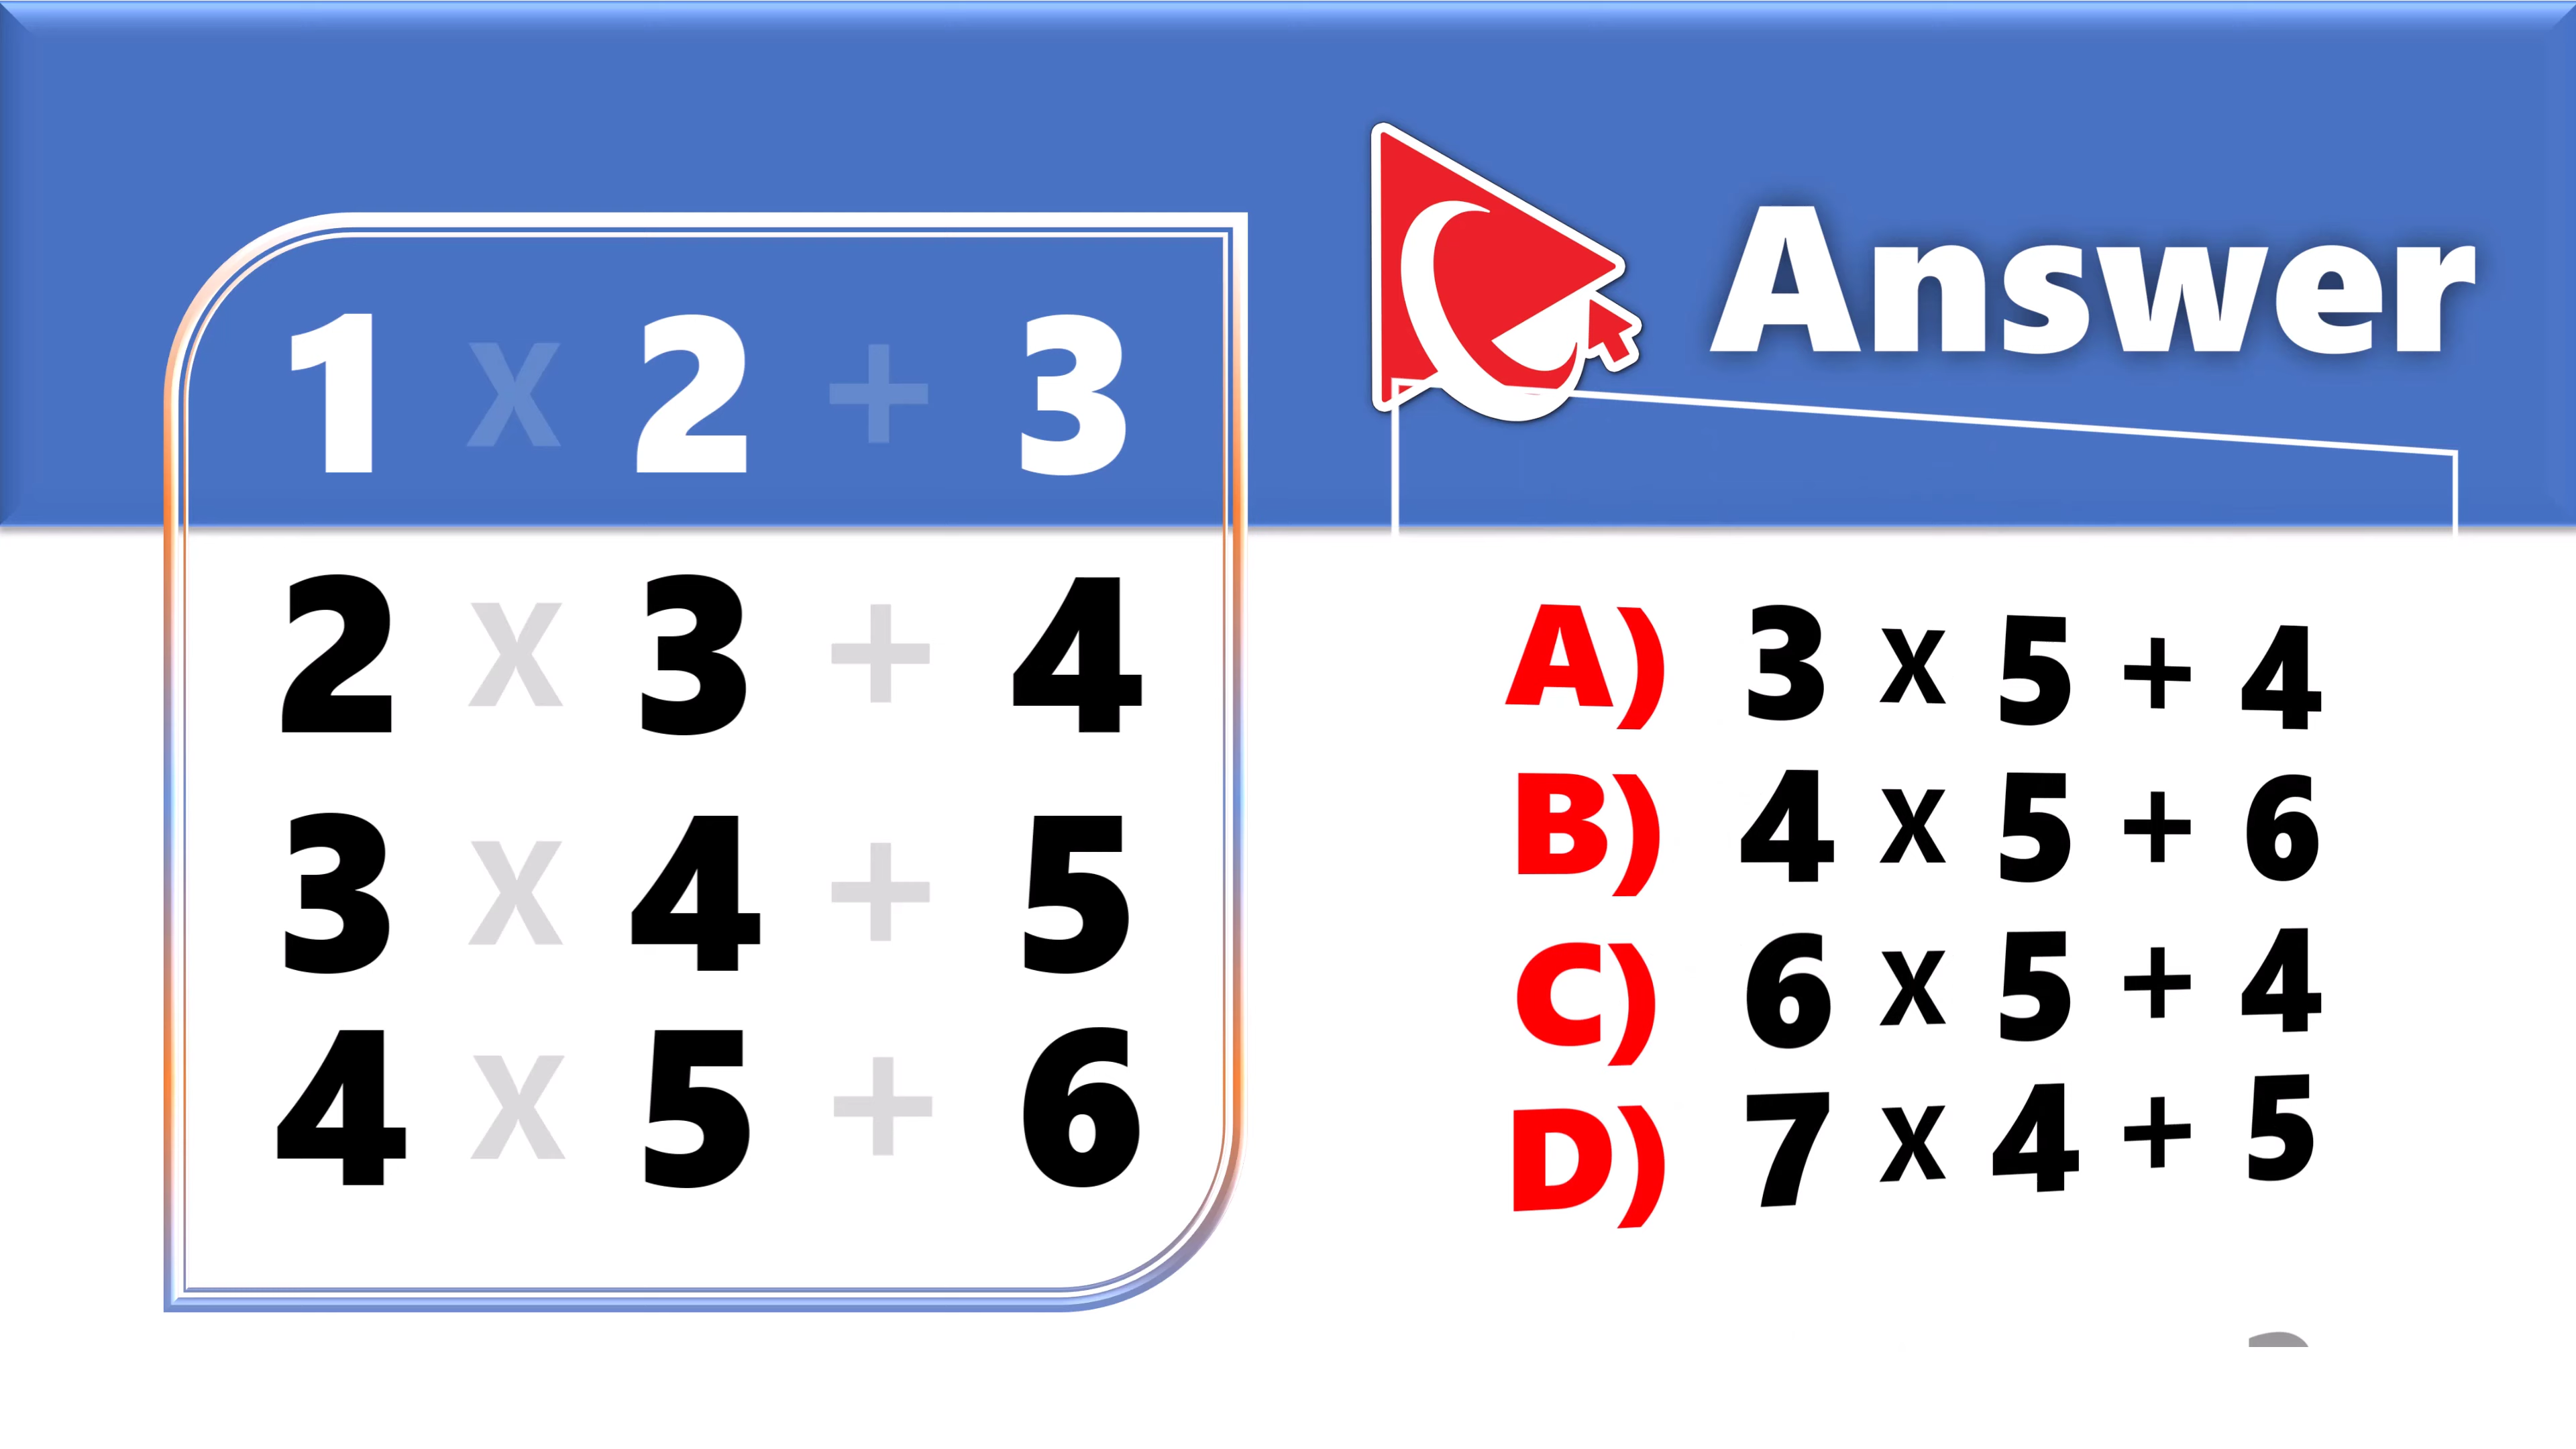 1 x 2 + 3
2 x 3 + 4
3 x 4 + 5
4 x 5 + 6
Answer
A) 3 x 5 + 4
B) 4 x 5 + 6
C) 6 x 5 + 4
D) 7 x 4 + 5